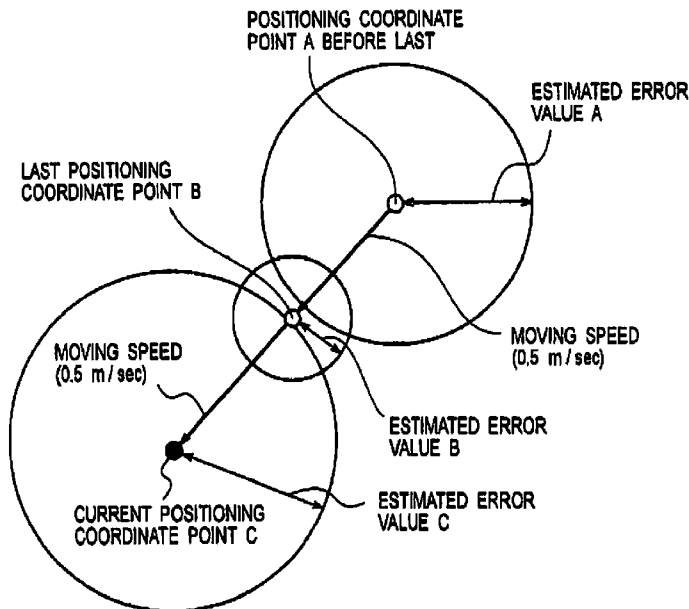 POSITIONING COORDINATE
POINT A BEFORE LAST
ESTIMATED ERROR
VALUE A
LAST POSITIONING
COORDINATE POINT B
MOVING SPEED
(0.5 m/sec)
MOVING SPEED
(0.5 m/sec)
ESTIMATED ERROR
VALUE B
ESTIMATED ERROR
VALUE C
CURRENT POSITIONING
COORDINATE POINT C